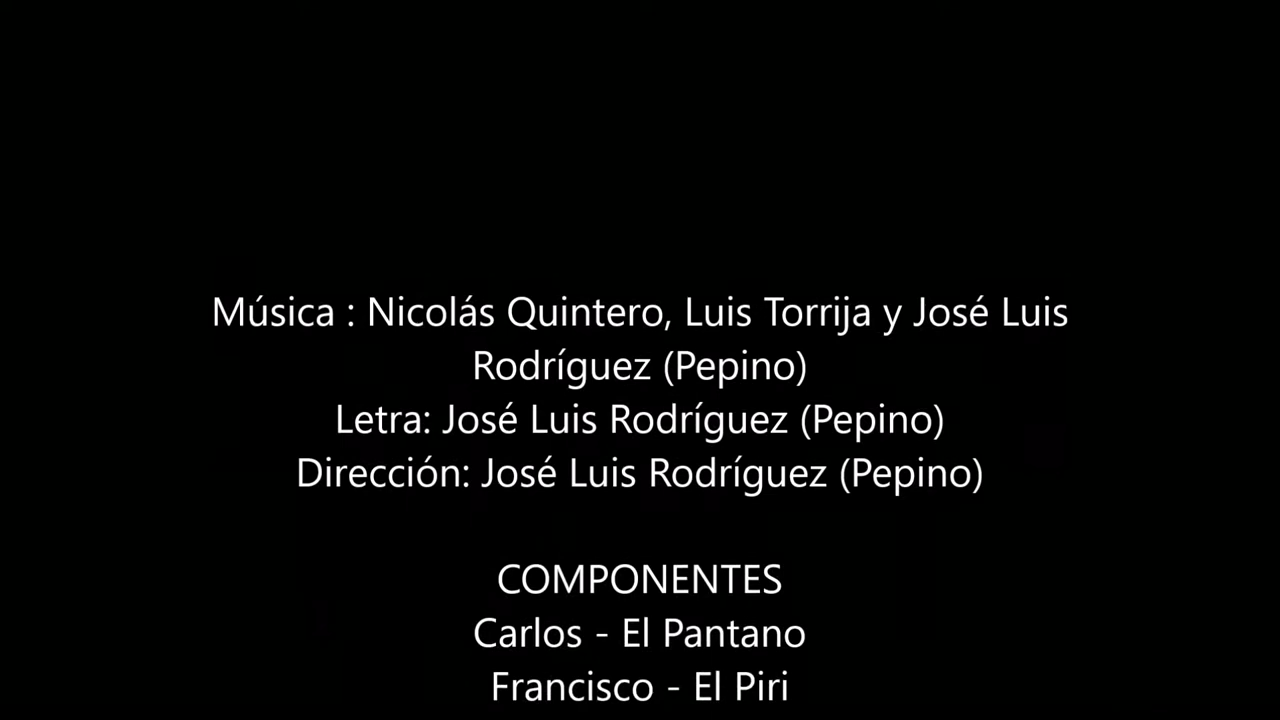 Música : Nicolás Quintero, Luis Torrija y José Luis
Rodríguez (Pepino)
Letra: José Luis Rodríguez (Pepino)
Dirección: José Luis Rodríguez (Pepino)
COMPONENTES
Carlos - El Pantano
Francisco - El Piri